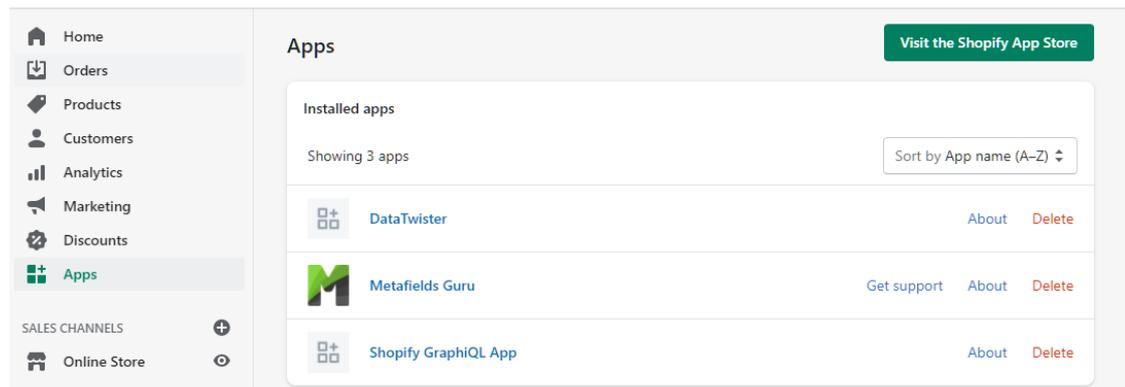 Home
Orders
Products
Customers
Analytics
Marketing
Discounts
Apps
SALES CHANNELS
Online Store
Apps
Visit the Shopify App Store
Installed apps
Showing 3 apps
Sort by App name (A–Z)
DataTwister About Delete
Metafields Guru Get support About Delete
Shopify GraphiQL App About Delete